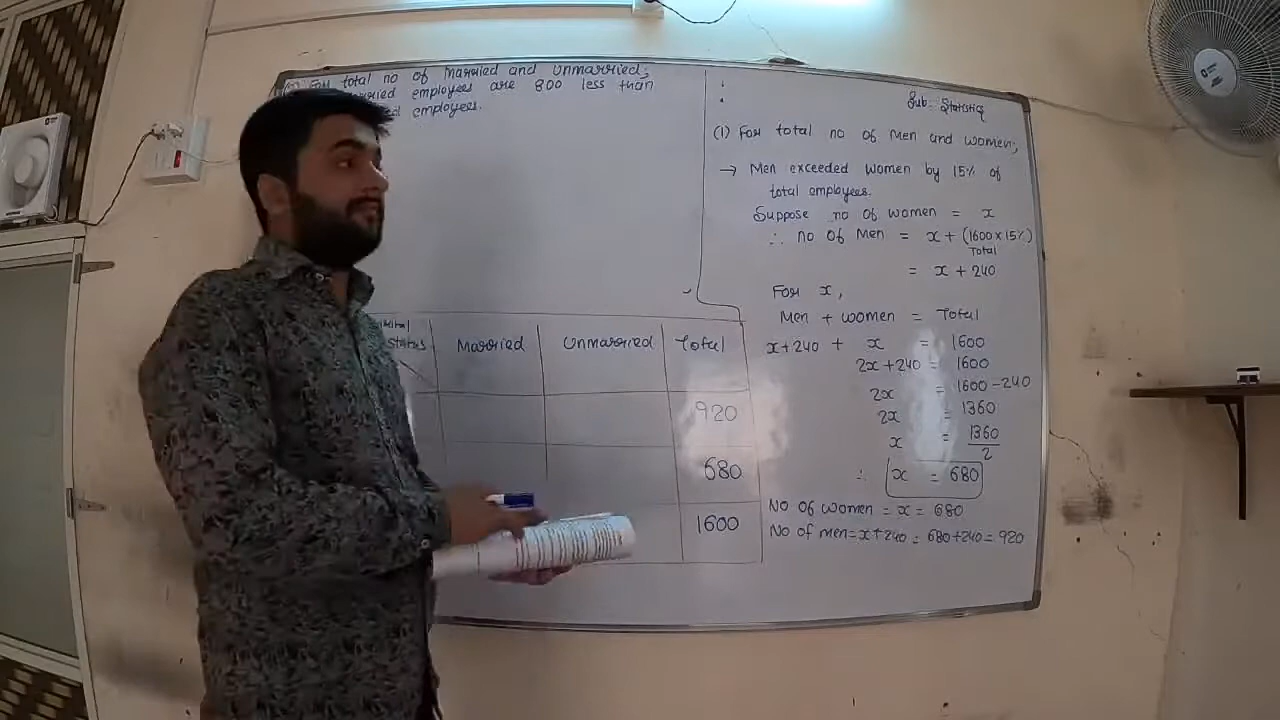 For total no of Married and Unmarried,
employees are 800 less than
employees.
Sub: Statistic
(1) For total no of Men and women,
→ Men exceeded women by 15% of
total employees.
Suppose no of women = x
∴ no of Men = x + (1600 x 15%)
Total
= x + 240
For x,
Men + women = Total
x+240 + x = 1600
2x+240 = 1600
2x = 1600-240
2x = 1360
x = 1360
2
∴ x = 680
No of women = x = 680
No of men = x+240 = 680+240 = 920
Status Married Unmarried Total
920
680
1600